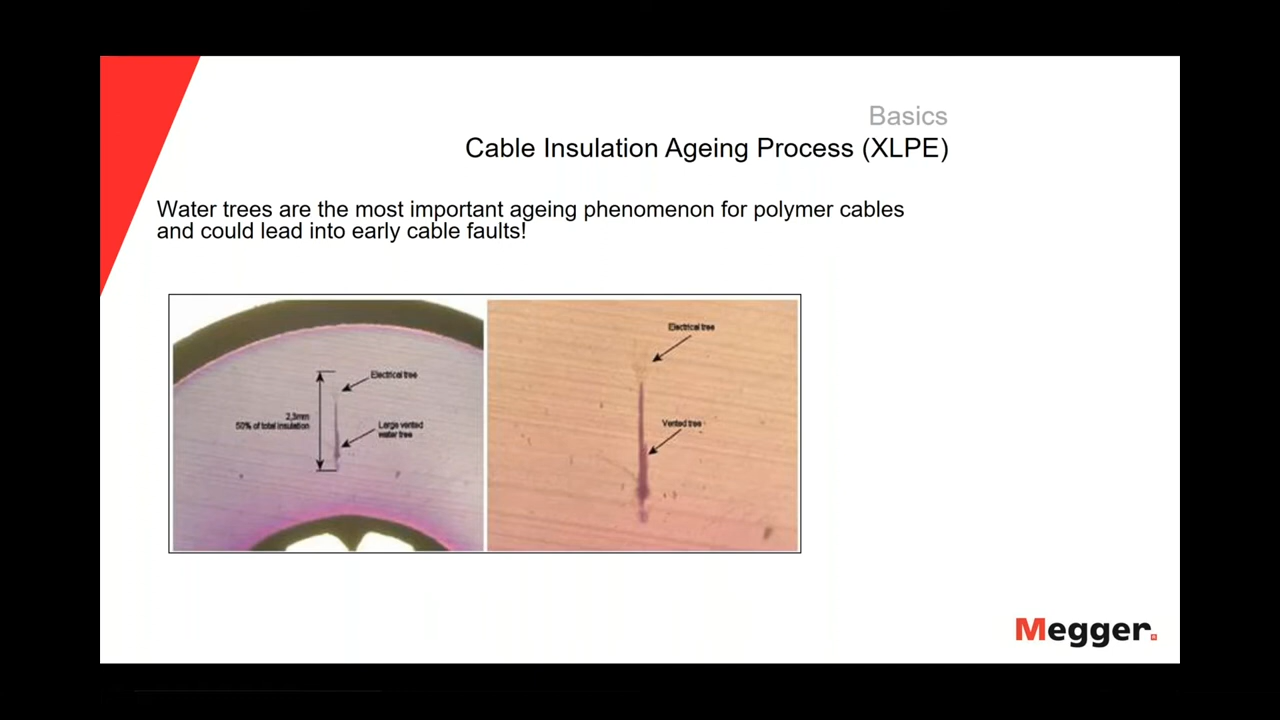 Basics
Cable Insulation Ageing Process (XLPE)
Water trees are the most important ageing phenomenon for polymer cables
and could lead into early cable faults!
Electrical tree
2,3mm
50% of total insulation
Large vented
water tree
Electrical tree
Vented tree
Megger.